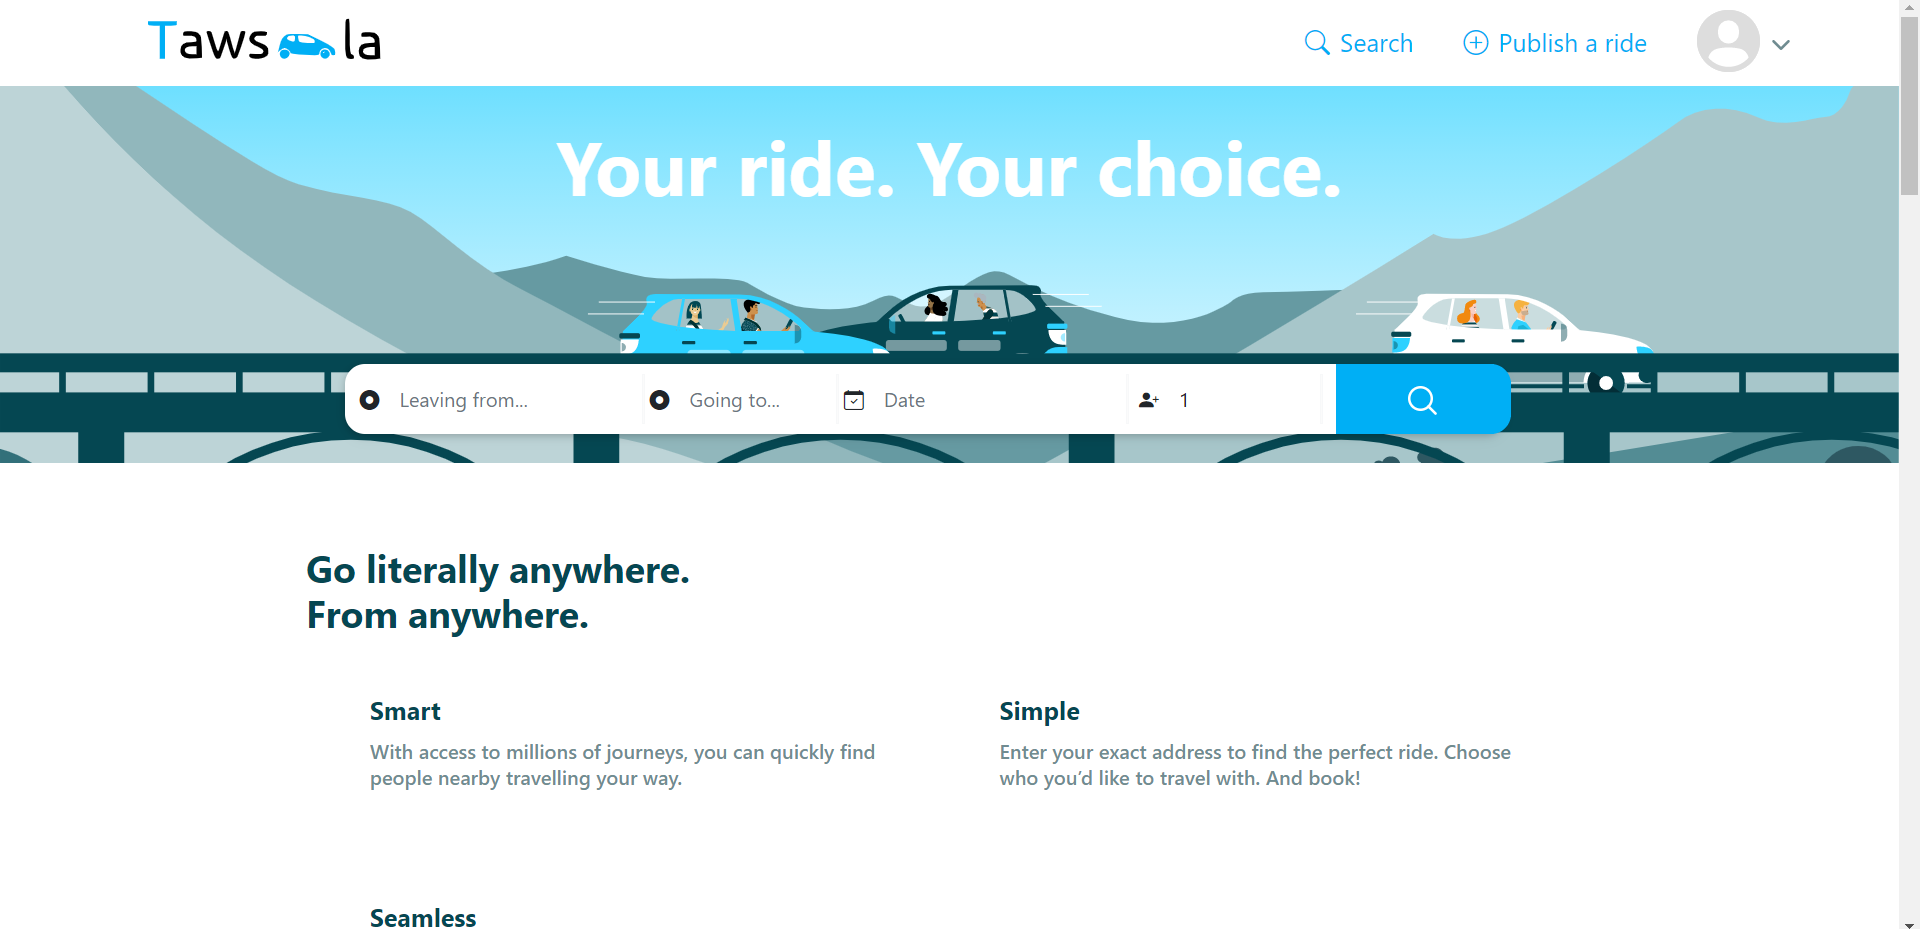 Taws la
Search
Publish a ride
Your ride. Your choice.
Leaving from...
Going to...
Date
1
Go literally anywhere.
From anywhere.
Smart
With access to millions of journeys, you can quickly find
people nearby travelling your way.
Simple
Enter your exact address to find the perfect ride. Choose
who you’d like to travel with. And book!
Seamless